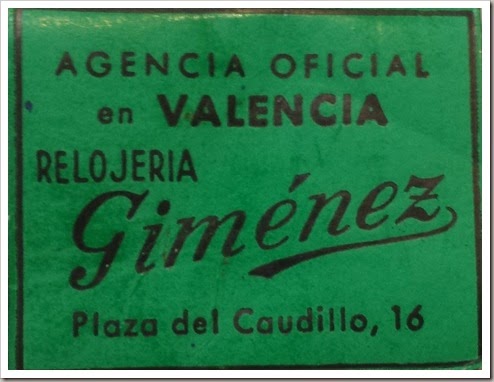 AGENCIA OFICIAL
en VALENCIA
RELOJERIA
Giménez
Plaza del Caudillo, 16